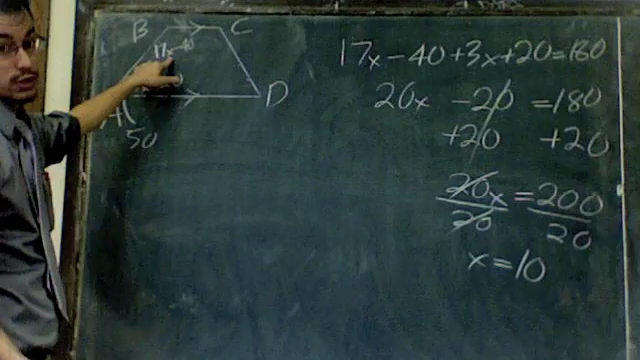 B
C
17x-40
A
D
50
17x-40+3x+20=180
20x -20 =180
+20 +20
20x = 200
20 20
x=10